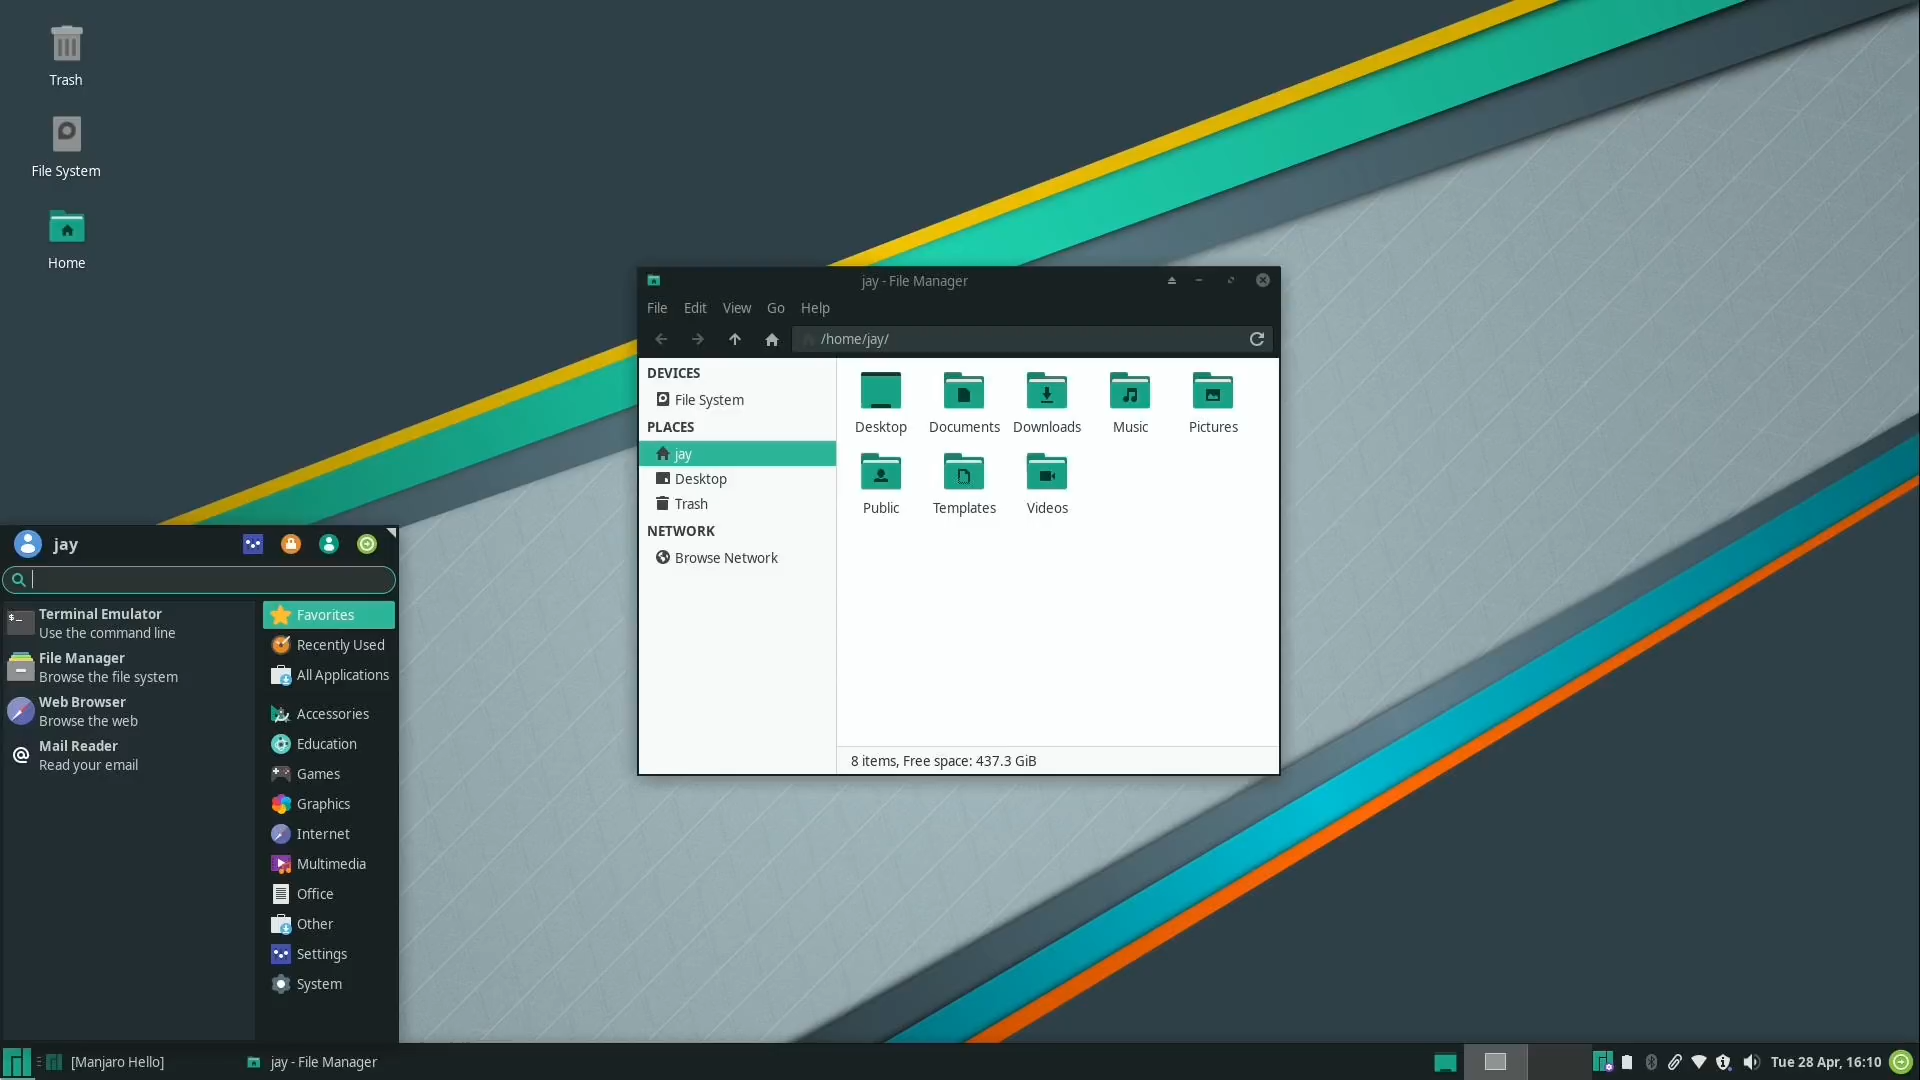 Trash
File System
Home
jay - File Manager
File Edit View Go Help
/home/jay/
DEVICES
File System
PLACES
jay
Desktop
Trash
NETWORK
Browse Network
Desktop Documents Downloads Music Pictures
Public Templates Videos
8 items, Free space: 437.3 GiB
jay
Terminal Emulator
Use the command line
File Manager
Browse the file system
Web Browser
Browse the web
Mail Reader
Read your email
Favorites
Recently Used
All Applications
Accessories
Education
Games
Graphics
Internet
Multimedia
Office
Other
Settings
System
[Manjaro Hello] jay - File Manager Tue 28 Apr, 16:10